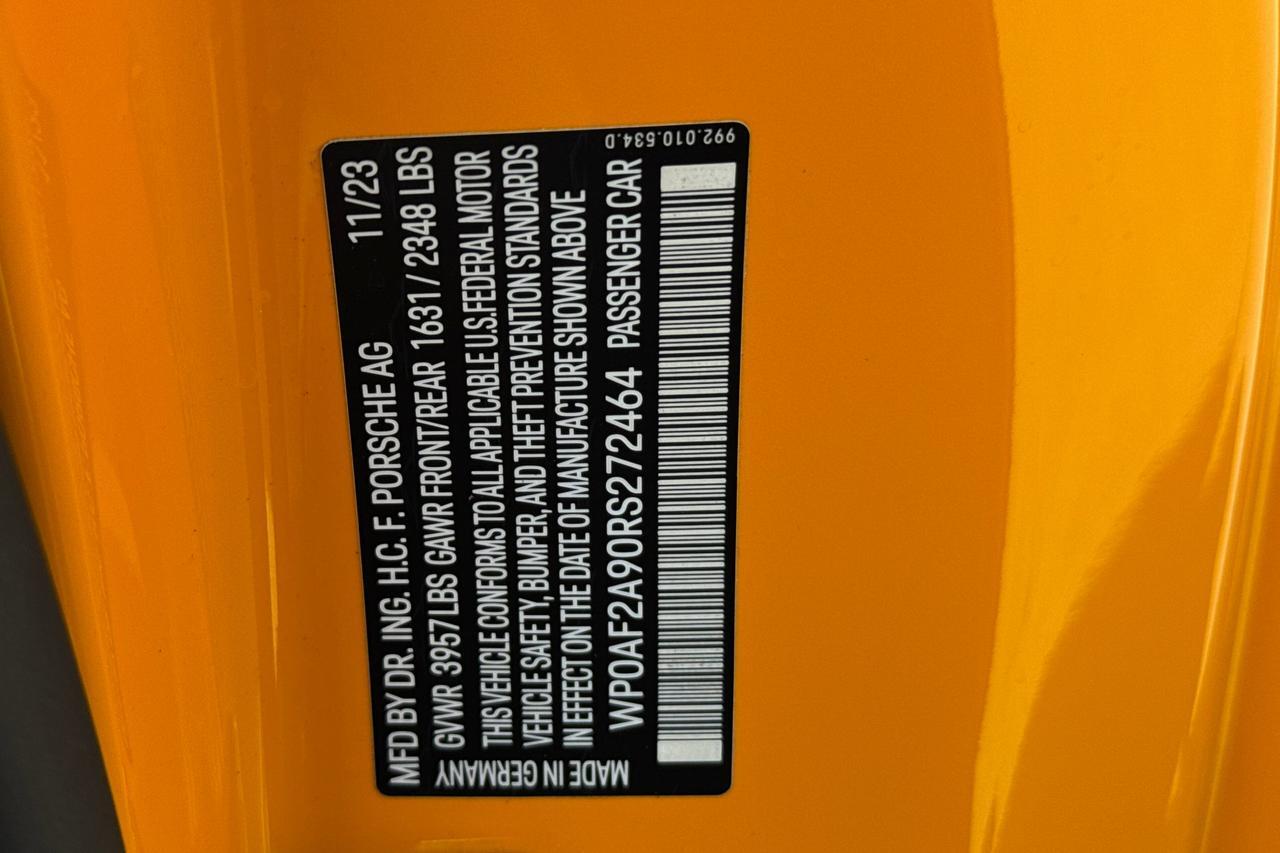 MFD BY DR. ING. H.C. F. PORSCHE AG 11/23
GVWR 3957 LBS GAWR FRONT/REAR 1631 / 2348 LBS
THIS VEHICLE CONFORMS TO ALL APPLICABLE U.S. FEDERAL MOTOR
VEHICLE SAFETY, BUMPER, AND THEFT PREVENTION STANDARDS
IN EFFECT ON THE DATE OF MANUFACTURE SHOWN ABOVE
WP0AF2A90RS272464 PASSENGER CAR
MADE IN GERMANY
992.010.534.D